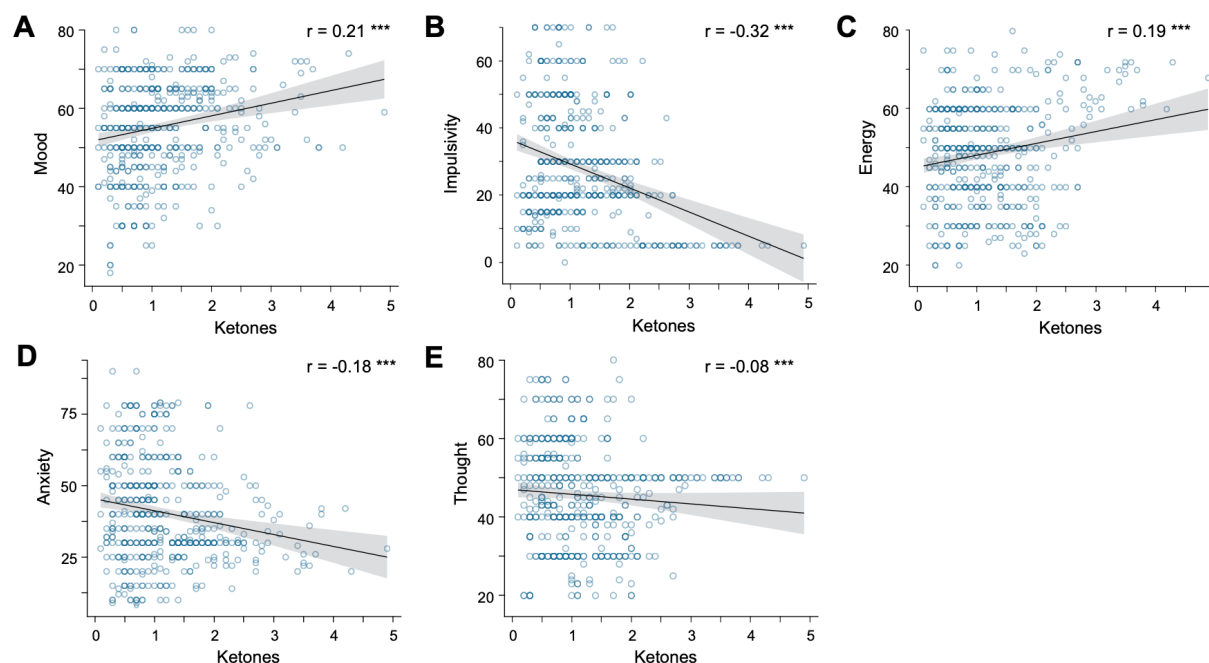 A
r = 0.21 ***
80
60
40
20
Mood
0 1 2 3 4 5
Ketones
B
r = -0.32 ***
60
40
20
0
Impulsivity
0 1 2 3 4 5
Ketones
C
r = 0.19 ***
80
60
40
20
Energy
0 1 2 3 4
Ketones
D
r = -0.18 ***
75
50
25
Anxiety
0 1 2 3 4 5
Ketones
E
r = -0.08 ***
80
60
40
20
Thought
0 1 2 3 4 5
Ketones